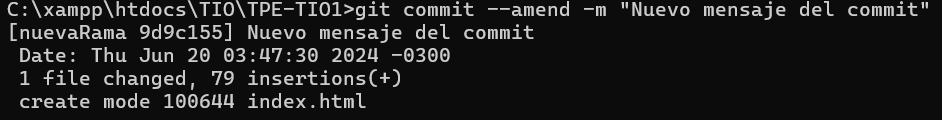 C:\xampp\htdocs\TIO\TPE-TIO1>git commit --amend -m "Nuevo mensaje del commit"
[nuevaRama 9d9c155] Nuevo mensaje del commit
 Date: Thu Jun 20 03:47:30 2024 -0300
 1 file changed, 79 insertions(+)
 create mode 100644 index.html